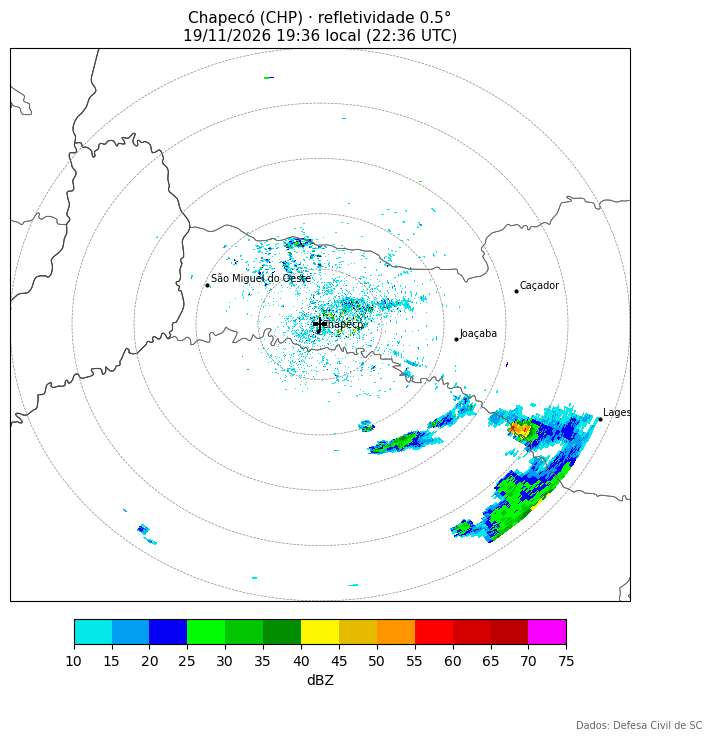 Chapecó (CHP) · refletividade 0.5°
19/11/2026 19:36 local (22:36 UTC)
São Miguel do Oeste
Caçador
Chapecó
Joaçaba
Lages
10 15 20 25 30 35 40 45 50 55 60 65 70 75
dBZ
Dados: Defesa Civil de SC